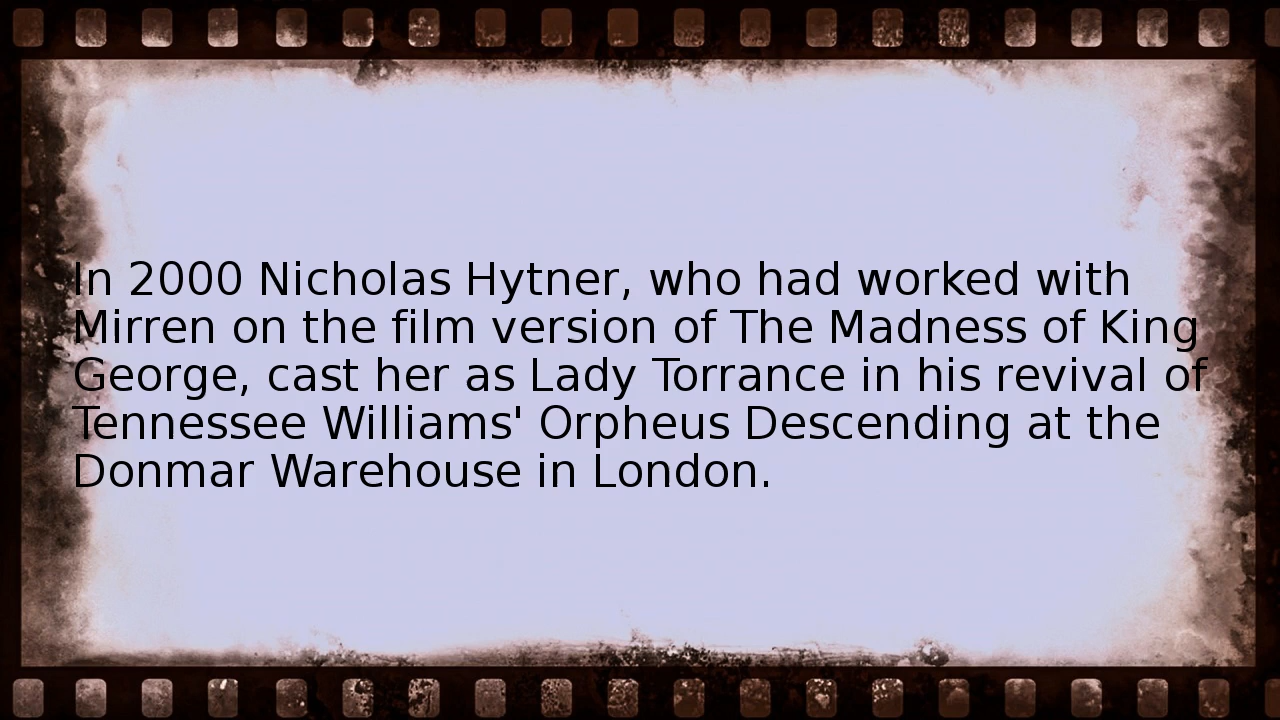 In 2000 Nicholas Hytner, who had worked with
Mirren on the film version of The Madness of King
George, cast her as Lady Torrance in his revival of
Tennessee Williams' Orpheus Descending at the
Donmar Warehouse in London.